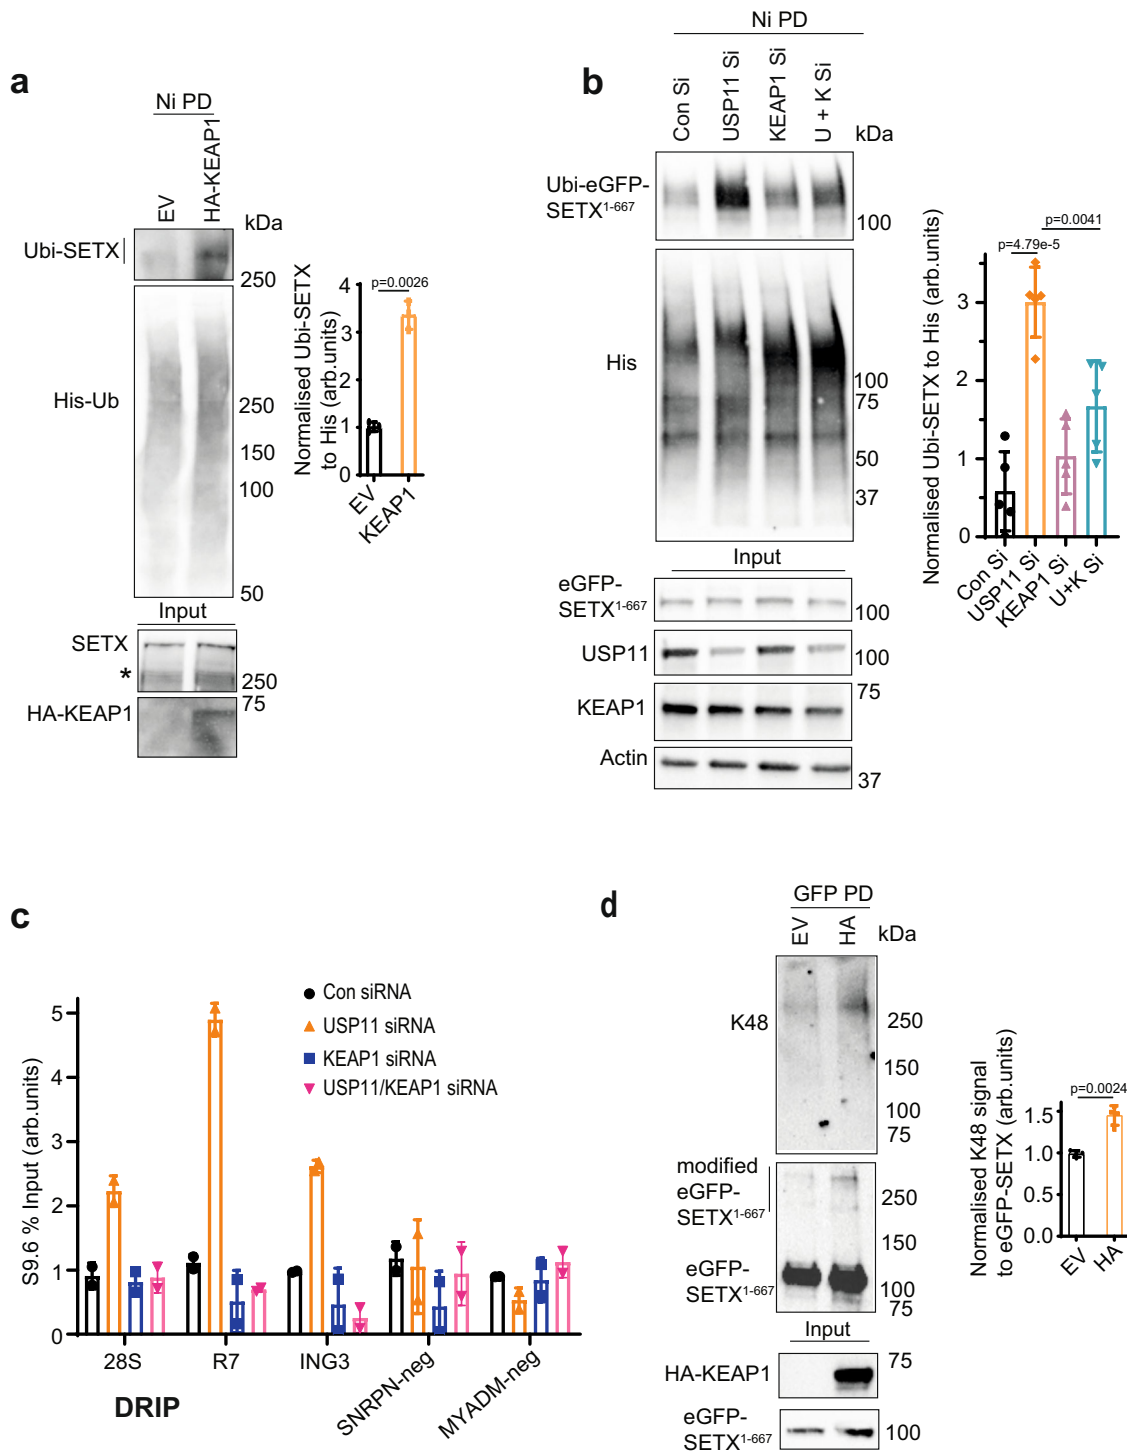 a
Ni PD
EV
HA-KEAP1
kDa
Ubi-SETX
250
His-Ub
250
150
100
50
Input
SETX
*
250
75
HA-KEAP1
Normalised Ubi-SETX
to His (arb.units)
4
3
2
1
0
p=0.0026
EV
KEAP1
b
Ni PD
Con Si
USP11 Si
KEAP1 Si
U + K Si
kDa
Ubi-eGFP-
SETX1-667
100
His
100
75
50
37
Input
eGFP-
SETX1-667
100
USP11
100
75
KEAP1
Actin
37
Normalised Ubi-SETX to His (arb.units)
p=0.0041
p=4.79e-5
3
2
1
0
Con Si
USP11 Si
KEAP1 Si
U+K Si
c
S9.6 % Input (arb.units)
5
4
3
2
1
0
Con siRNA
USP11 siRNA
KEAP1 siRNA
USP11/KEAP1 siRNA
28S
R7
ING3
SNRPN-neg
MYADM-neg
DRIP
d
GFP PD
EV
HA
kDa
K48
250
150
100
75
modified
eGFP-
SETX1-667
250
150
eGFP-
SETX1-667
100
75
Input
75
HA-KEAP1
eGFP-
SETX1-667
100
Normalised K48 signal
to eGFP-SETX (arb.units)
p=0.0024
1.5
1.0
0.5
0.0
EV
HA